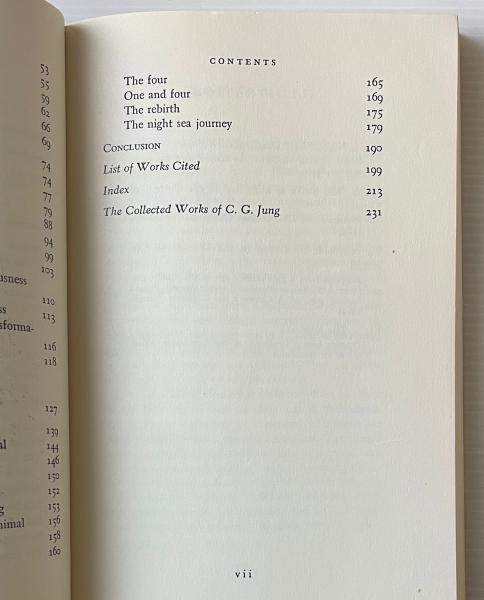 53
55
59
62
66
69
74
74
77
79
88
94
99
103
usness
110
ss
113
sforma-
116
118
127
139
al
144
146
150
152
g
153
nimal
156
158
160
CONTENTS
The four 165
One and four 169
The rebirth 175
The night sea journey 179
CONCLUSION 190
List of Works Cited 199
Index 213
The Collected Works of C. G. Jung 231
vii